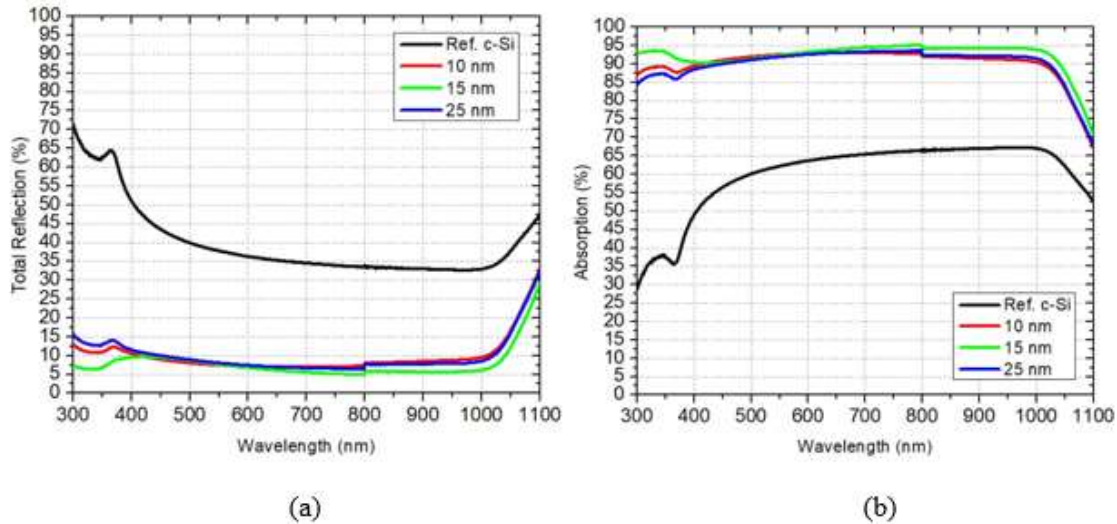 100
95
90
85
80
75
70
65
60
55
50
45
40
35
30
25
20
15
10
5
0
Total Reflection (%)
Ref. c-Si
10 nm
15 nm
25 nm
300 400 500 600 700 800 900 1000 1100
Wavelength (nm)
(a)
100
95
90
85
80
75
70
65
60
55
50
45
40
35
30
25
20
15
10
5
0
Absorption (%)
Ref. c-Si
10 nm
15 nm
25 nm
300 400 500 600 700 800 900 1000 1100
Wavelength (nm)
(b)